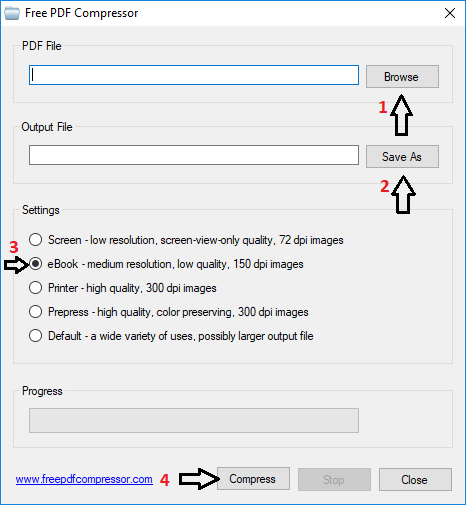 Free PDF Compressor
PDF File
Browse
1
Output File
Save As
2
Settings
Screen - low resolution, screen-view-only quality, 72 dpi images
3
eBook - medium resolution, low quality, 150 dpi images
Printer - high quality, 300 dpi images
Prepress - high quality, color preserving, 300 dpi images
Default - a wide variety of uses, possibly larger output file
Progress
www.freepdfcompressor.com 4 Compress Stop Close